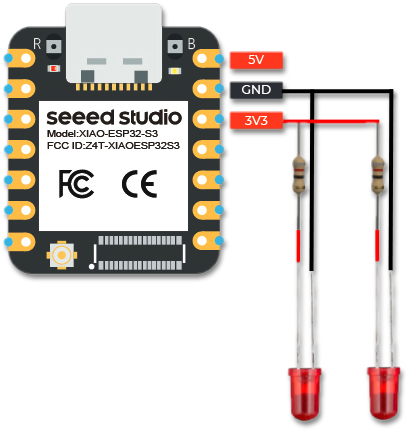 R
B
5V
GND
3V3
seeed studio
Model:XIAO-ESP32-S3
FCC ID:Z4T-XIAOESP32S3
FC CE